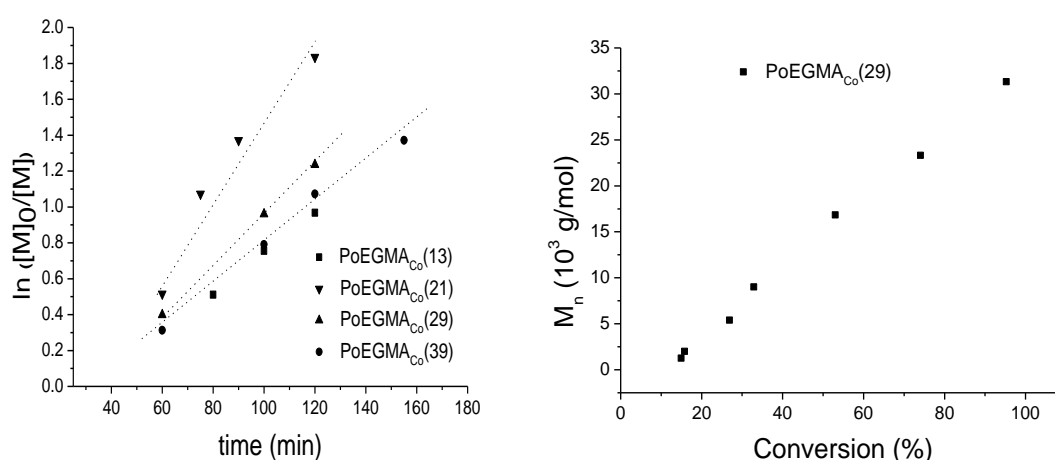 2.0
1.8
1.6
1.4
1.2
1.0
0.8
0.6
0.4
0.2
0.0
ln ([M]O/[M])
PoEGMACo(13)
PoEGMACo(21)
PoEGMACo(29)
PoEGMACo(39)
40 60 80 100 120 140 160 180
time (min)
35
30
25
20
15
10
5
0
Mn (10³ g/mol)
PoEGMACo(29)
0 20 40 60 80 100
Conversion (%)